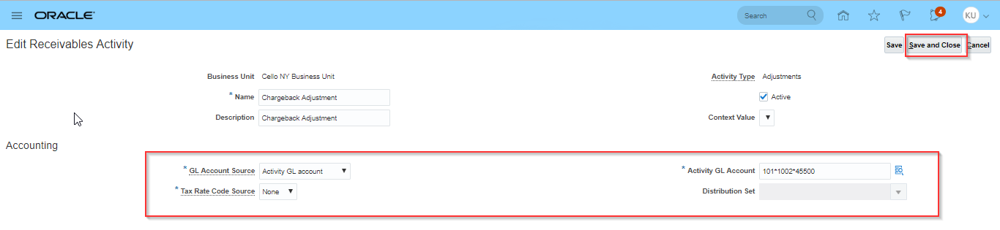 ORACLE
Search
4
KU
Edit Receivables Activity
Save Save and Close Cancel
Business Unit Cello NY Business Unit
Activity Type Adjustments
* Name Chargeback Adjustment
Active
Description Chargeback Adjustment
Context Value
Accounting
* GL Account Source Activity GL account
* Activity GL Account 101*1002*45500
* Tax Rate Code Source None
Distribution Set